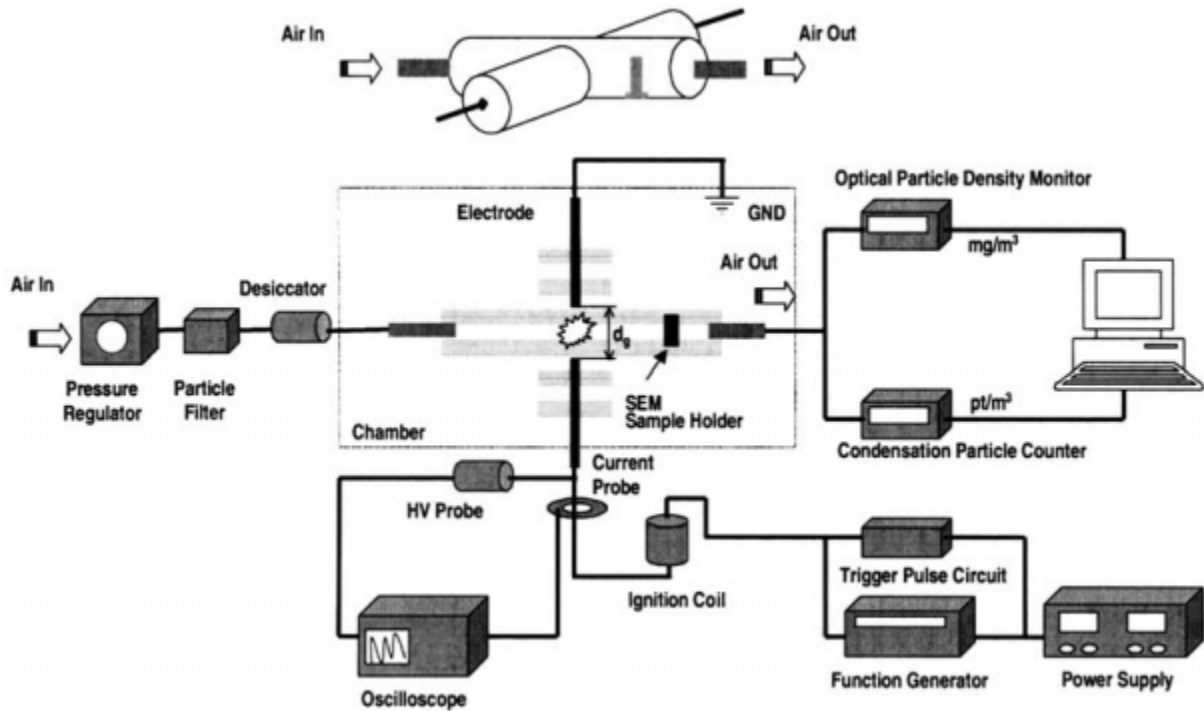 Air In
Air Out
Optical Particle Density Monitor
Electrode
GND
mg/m³
Air Out
Air In
Desiccator
d_g
Pressure
Regulator
Particle
Filter
SEM
Sample Holder
pt/m³
Chamber
Condensation Particle Counter
Current
Probe
HV Probe
Trigger Pulse Circuit
Ignition Coil
Oscilloscope
Function Generator
Power Supply